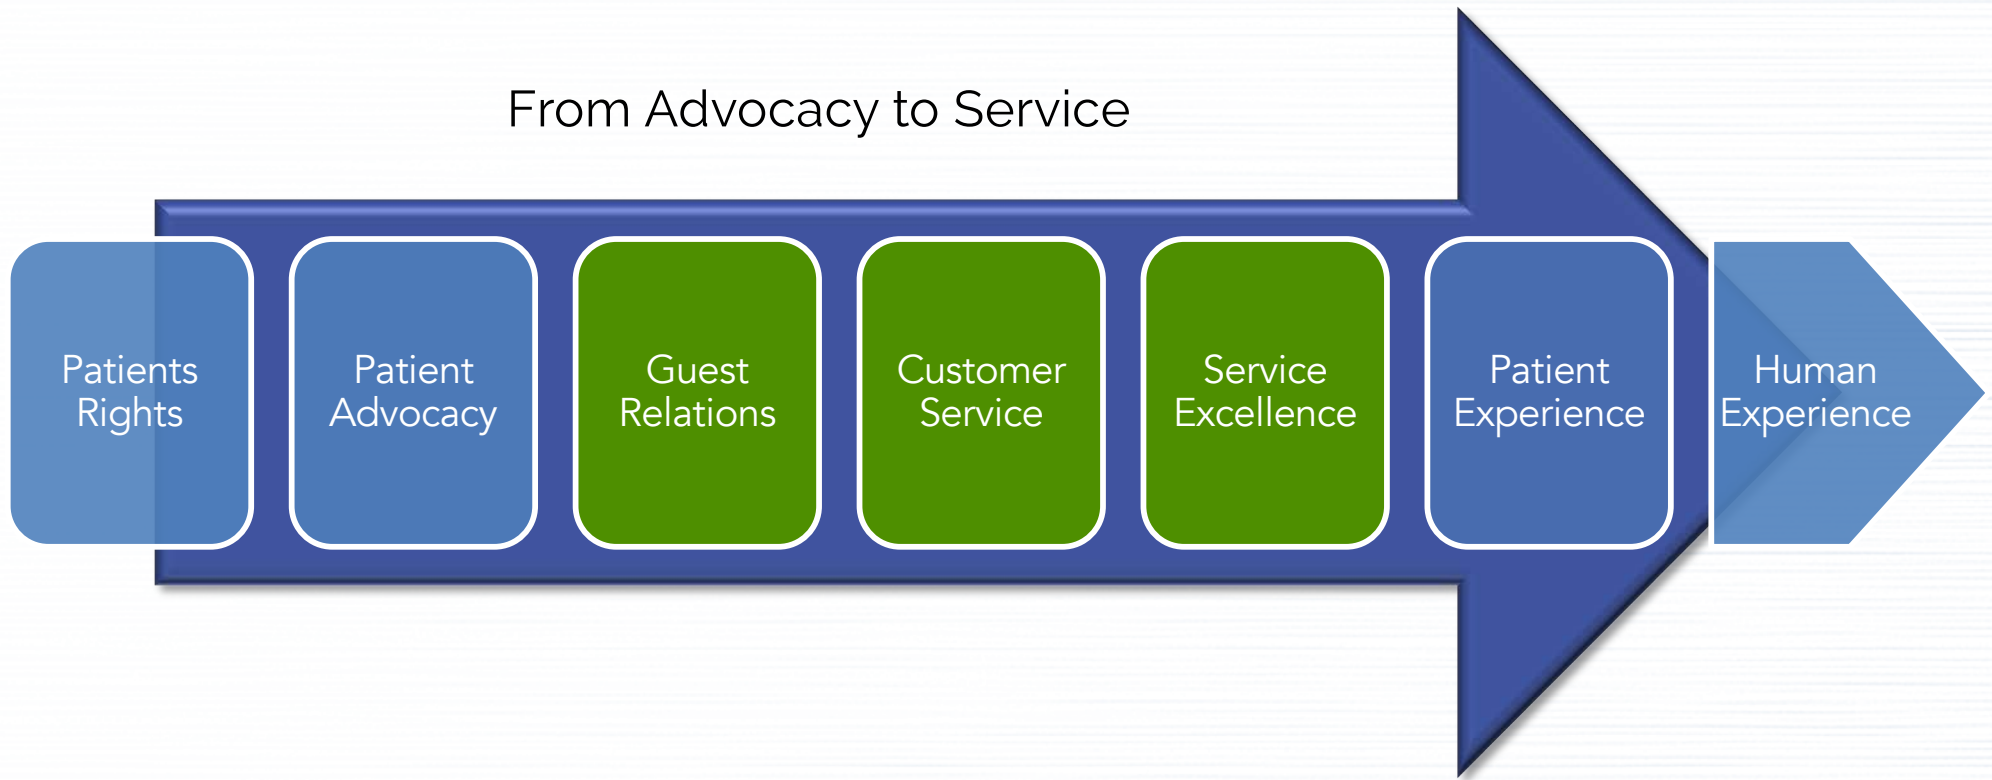 From Advocacy to Service
Patients
Rights
Patient
Advocacy
Guest
Relations
Customer
Service
Service
Excellence
Patient
Experience
Human
Experience